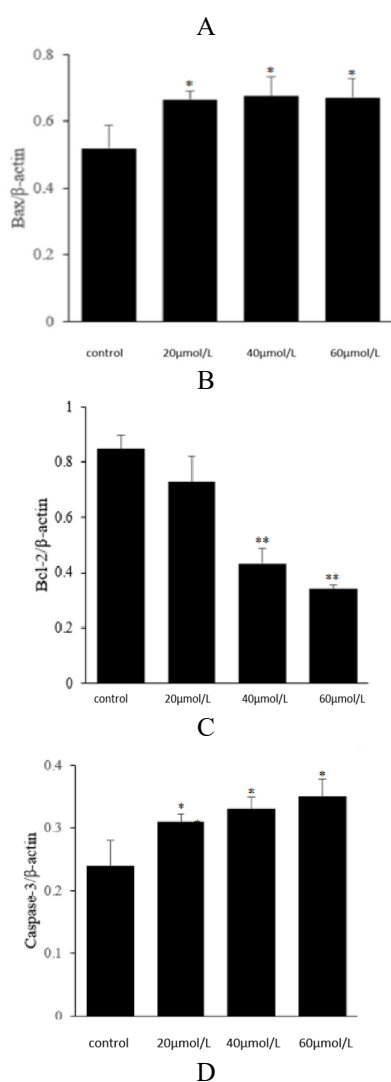 A
0.8
0.6
0.4
0.2
0
Bax/β-actin
* * *
control 20μmol/L 40μmol/L 60μmol/L
B
1
0.8
0.6
0.4
0.2
0
Bcl-2/β-actin
** **
control 20μmol/L 40μmol/L 60μmol/L
C
0.4
0.3
0.2
0.1
0
Caspase-3/β-actin
* * *
control 20μmol/L 40μmol/L 60μmol/L
D